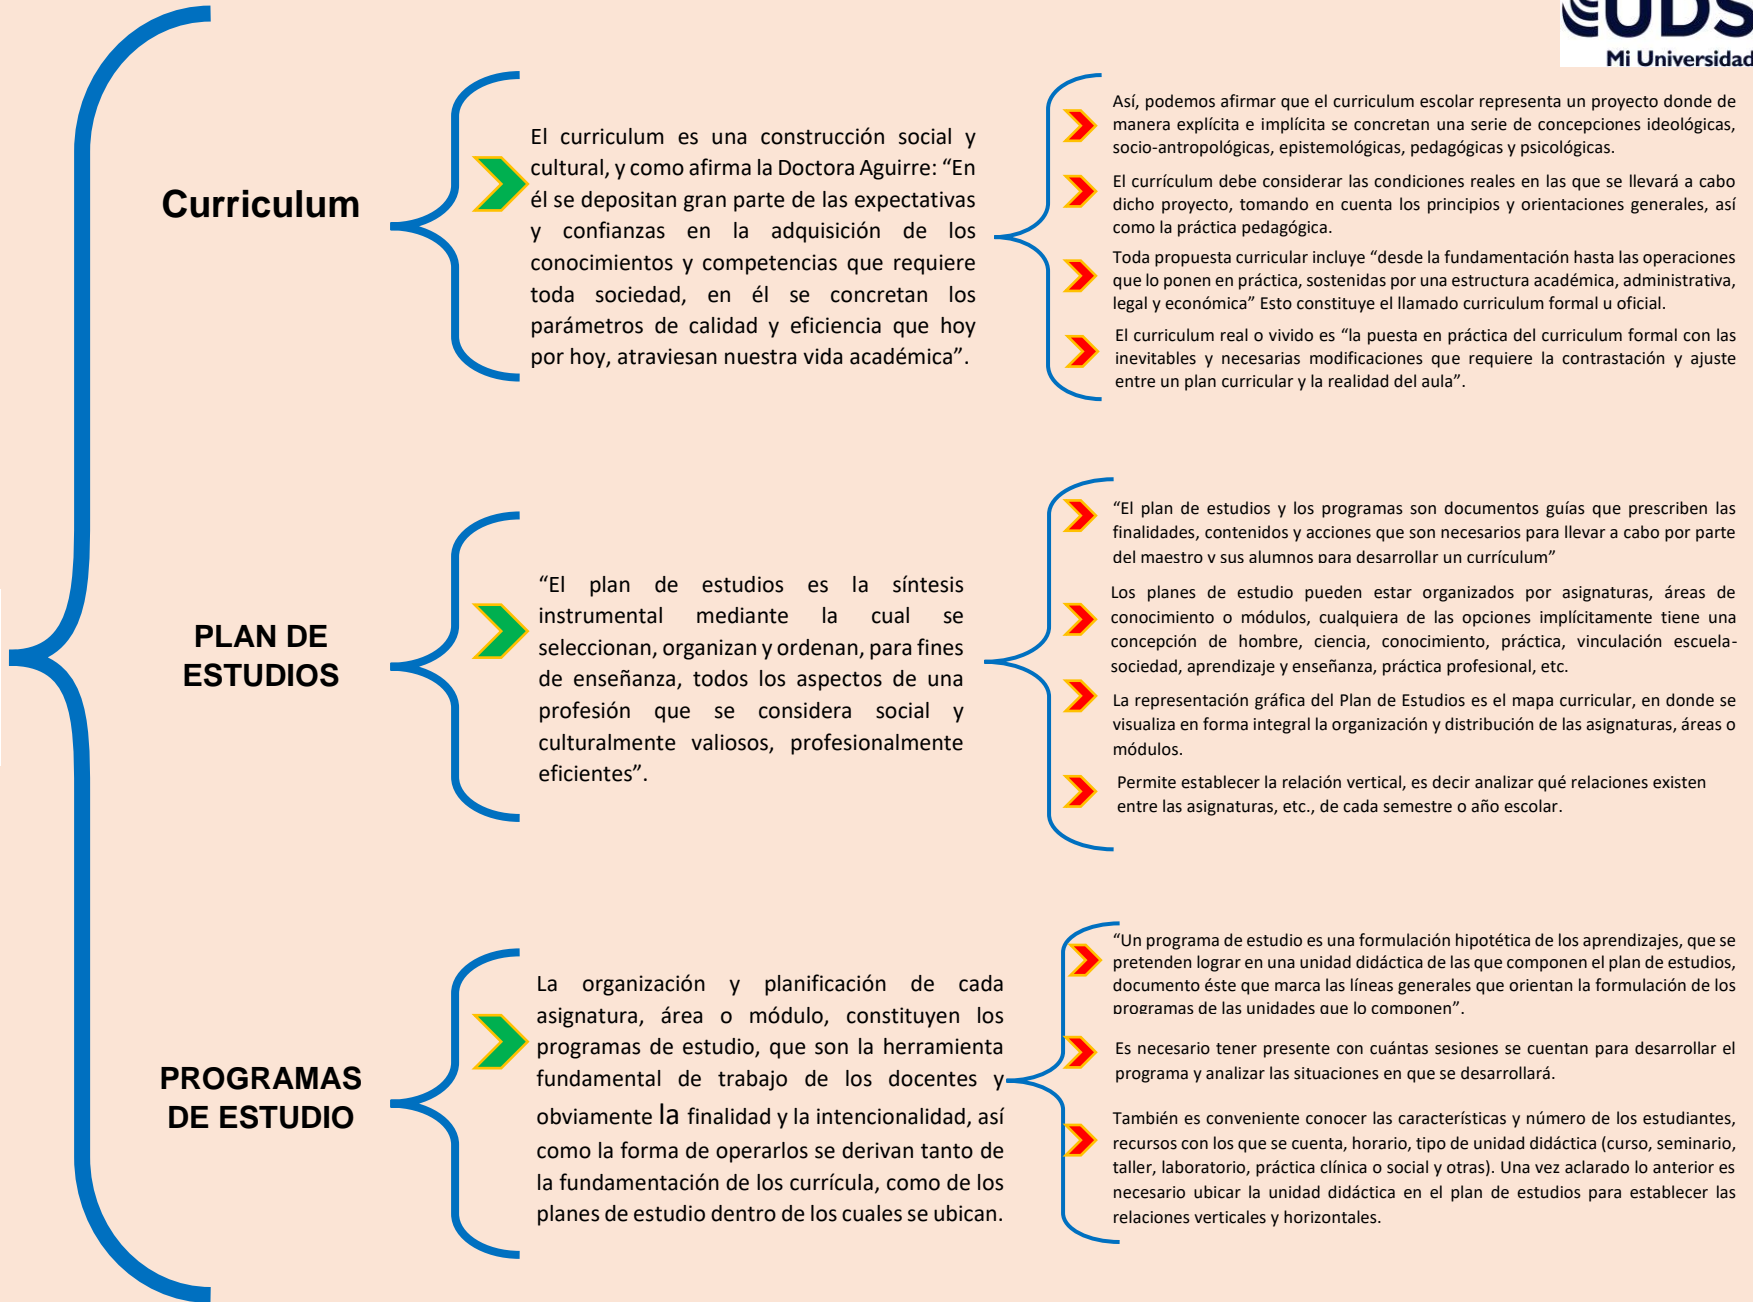 UDS
Mi Universidad
Curriculum
El curriculum es una construcción social y
cultural, y como afirma la Doctora Aguirre: “En
él se depositan gran parte de las expectativas
y confianzas en la adquisición de los
conocimientos y competencias que requiere
toda sociedad, en él se concretan los
parámetros de calidad y eficiencia que hoy
por hoy, atraviesan nuestra vida académica”.
Así, podemos afirmar que el curriculum escolar representa un proyecto donde de
manera explícita e implícita se concretan una serie de concepciones ideológicas,
socio-antropológicas, epistemológicas, pedagógicas y psicológicas.
El currículum debe considerar las condiciones reales en las que se llevará a cabo
dicho proyecto, tomando en cuenta los principios y orientaciones generales, así
como la práctica pedagógica.
Toda propuesta curricular incluye “desde la fundamentación hasta las operaciones
que lo ponen en práctica, sostenidas por una estructura académica, administrativa,
legal y económica” Esto constituye el llamado curriculum formal u oficial.
El curriculum real o vivido es “la puesta en práctica del curriculum formal con las
inevitables y necesarias modificaciones que requiere la contrastación y ajuste
entre un plan curricular y la realidad del aula”.
PLAN DE
ESTUDIOS
“El plan de estudios es la síntesis
instrumental mediante la cual se
seleccionan, organizan y ordenan, para fines
de enseñanza, todos los aspectos de una
profesión que se considera social y
culturalmente valiosos, profesionalmente
eficientes”.
“El plan de estudios y los programas son documentos guías que prescriben las
finalidades, contenidos y acciones que son necesarios para llevar a cabo por parte
del maestro y sus alumnos para desarrollar un currículum”
Los planes de estudio pueden estar organizados por asignaturas, áreas de
conocimiento o módulos, cualquiera de las opciones implícitamente tiene una
concepción de hombre, ciencia, conocimiento, práctica, vinculación escuela-
sociedad, aprendizaje y enseñanza, práctica profesional, etc.
La representación gráfica del Plan de Estudios es el mapa curricular, en donde se
visualiza en forma integral la organización y distribución de las asignaturas, áreas o
módulos.
Permite establecer la relación vertical, es decir analizar qué relaciones existen
entre las asignaturas, etc., de cada semestre o año escolar.
PROGRAMAS
DE ESTUDIO
La organización y planificación de cada
asignatura, área o módulo, constituyen los
programas de estudio, que son la herramienta
fundamental de trabajo de los docentes y
obviamente la finalidad y la intencionalidad, así
como la forma de operarlos se derivan tanto de
la fundamentación de los currícula, como de los
planes de estudio dentro de los cuales se ubican.
“Un programa de estudio es una formulación hipotética de los aprendizajes, que se
pretenden lograr en una unidad didáctica de las que componen el plan de estudios,
documento éste que marca las líneas generales que orientan la formulación de los
programas de las unidades que lo componen”.
Es necesario tener presente con cuántas sesiones se cuentan para desarrollar el
programa y analizar las situaciones en que se desarrollará.
También es conveniente conocer las características y número de los estudiantes,
recursos con los que se cuenta, horario, tipo de unidad didáctica (curso, seminario,
taller, laboratorio, práctica clínica o social y otras). Una vez aclarado lo anterior es
necesario ubicar la unidad didáctica en el plan de estudios para establecer las
relaciones verticales y horizontales.